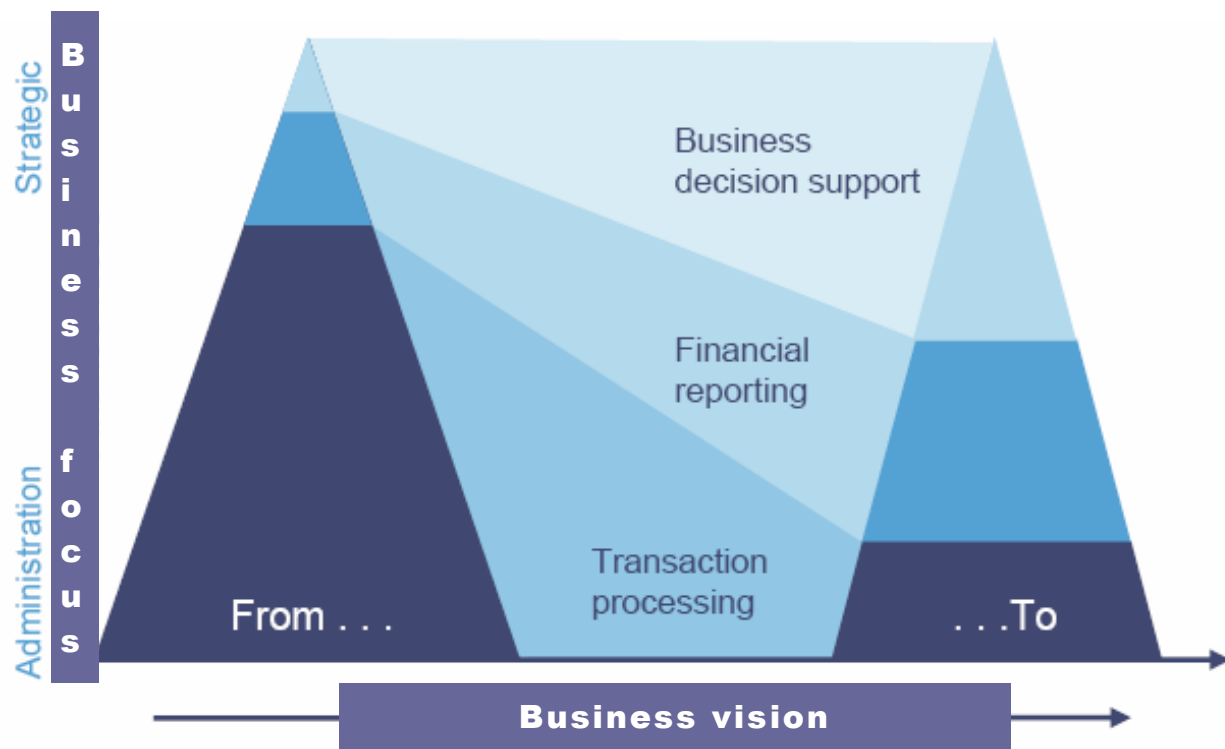 Strategic
Administration
Business focus
Business
decision support
Financial
reporting
Transaction
processing
From . . .
. . .To
Business vision